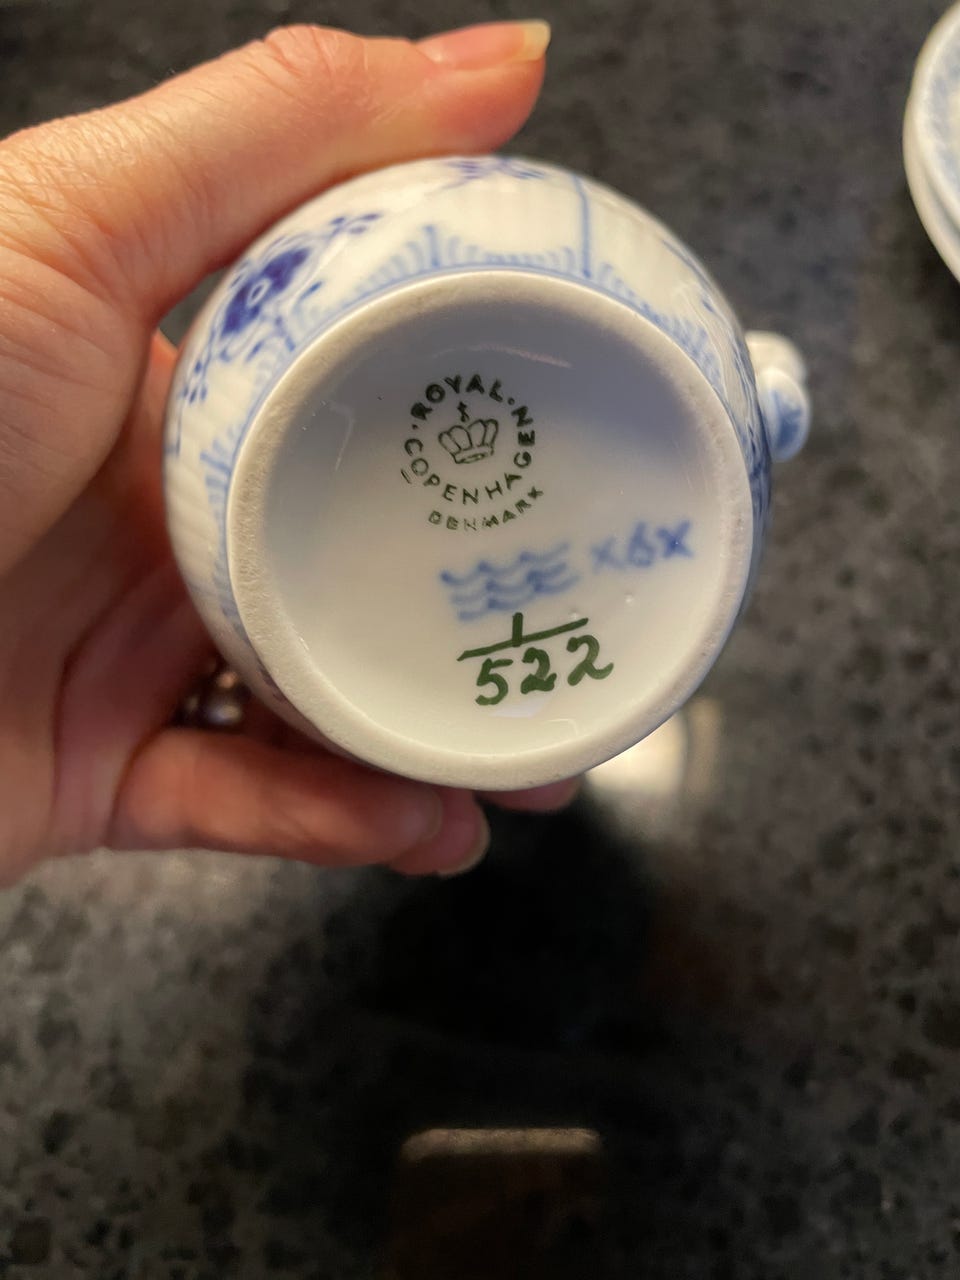 ROYAL·
COPENHAGEN
DENMARK
x6x
1
522